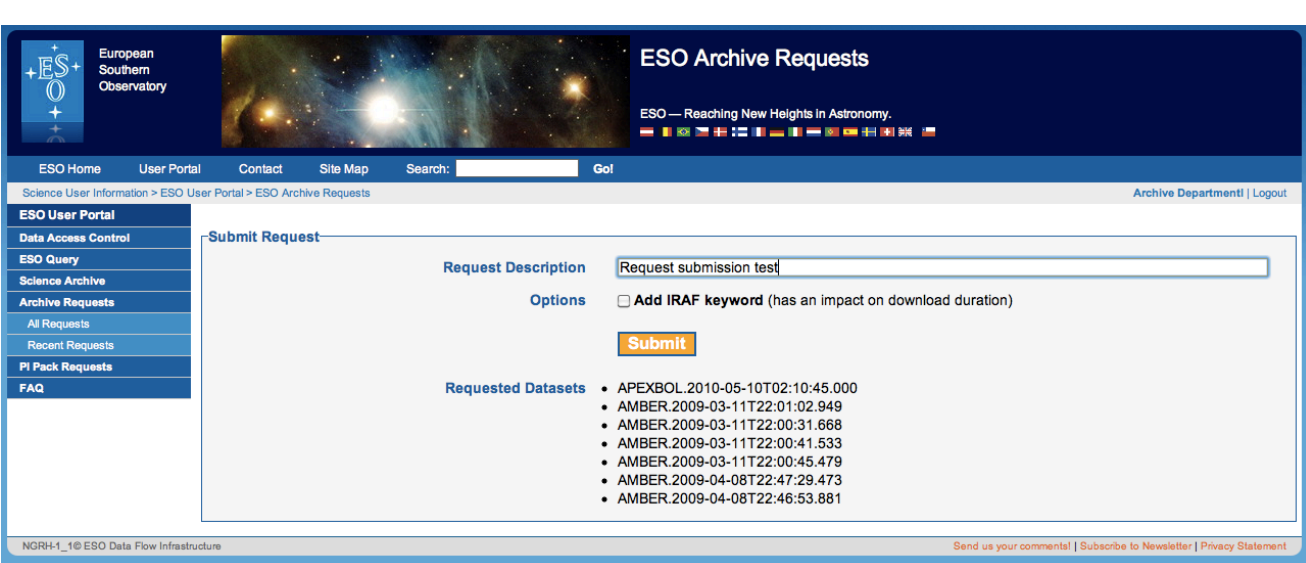 +ES+
O
European
Southern
Observatory
ESO Archive Requests
ESO — Reaching New Heights in Astronomy.
ESO Home User Portal Contact Site Map Search: Go!
Science User Information > ESO User Portal > ESO Archive Requests
Archive Department! | Logout
ESO User Portal
Data Access Control
ESO Query
Science Archive
Archive Requests
All Requests
Recent Requests
PI Pack Requests
FAQ
Submit Request
Request Description Request submission test
Options Add IRAF keyword (has an impact on download duration)
Submit
Requested Datasets • APEXBOL.2010-05-10T02:10:45.000
• AMBER.2009-03-11T22:01:02.949
• AMBER.2009-03-11T22:00:31.668
• AMBER.2009-03-11T22:00:41.533
• AMBER.2009-03-11T22:00:45.479
• AMBER.2009-04-08T22:47:29.473
• AMBER.2009-04-08T22:46:53.881
NGRH-1_1© ESO Data Flow Infrastructure
Send us your comments! | Subscribe to Newsletter | Privacy Statement